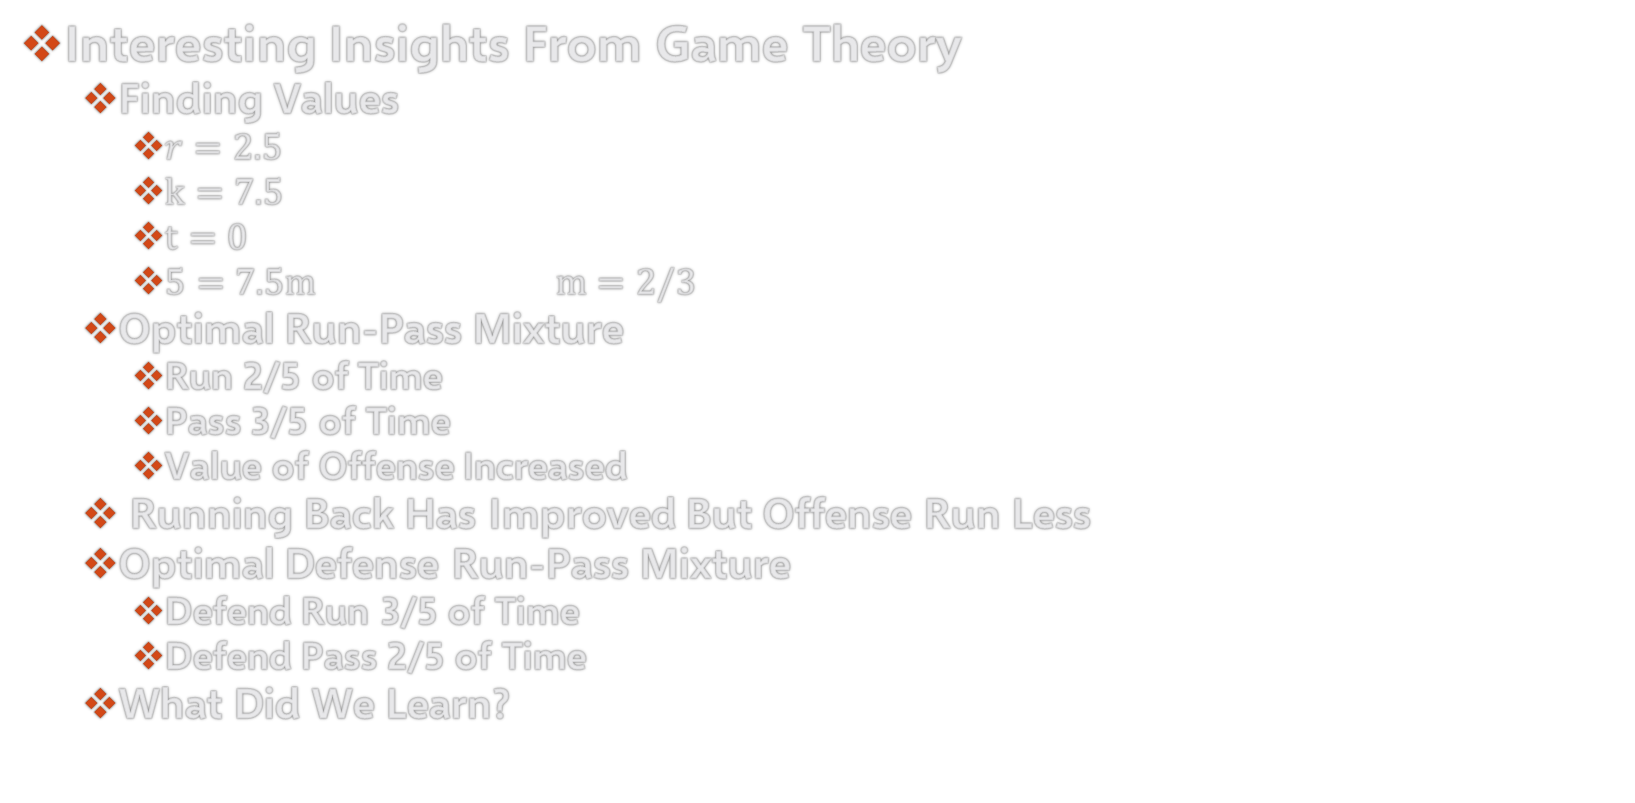 Interesting Insights From Game Theory
Finding Values
r = 2.5
k = 7.5
t = 0
5 = 7.5m m = 2/3
Optimal Run-Pass Mixture
Run 2/5 of Time
Pass 3/5 of Time
Value of Offense Increased
Running Back Has Improved But Offense Run Less
Optimal Defense Run-Pass Mixture
Defend Run 3/5 of Time
Defend Pass 2/5 of Time
What Did We Learn?